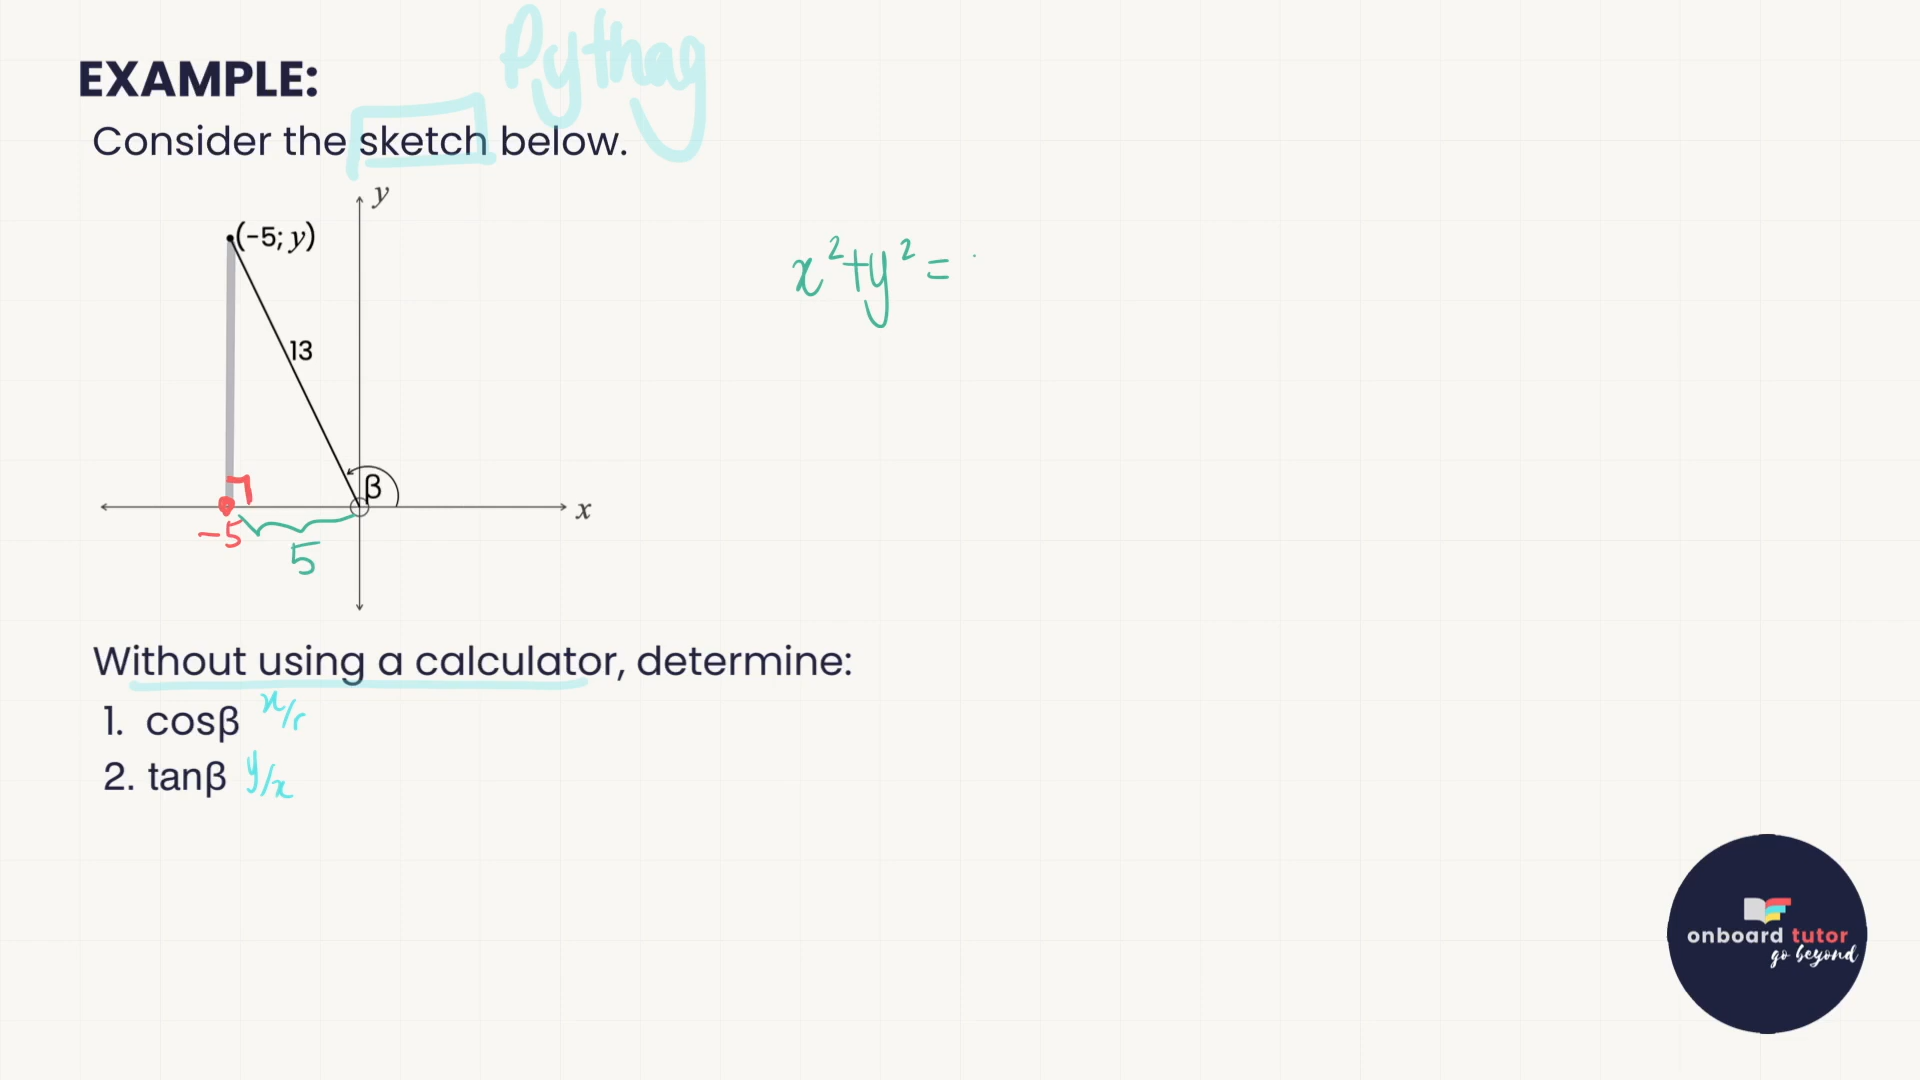 Pythag
EXAMPLE:
Consider the sketch below.
y
(-5; y)
x²+y²=
13
β
x
-5
5
Without using a calculator, determine:
1. cosβ x/r
2. tanβ y/x
onboard tutor
go beyond